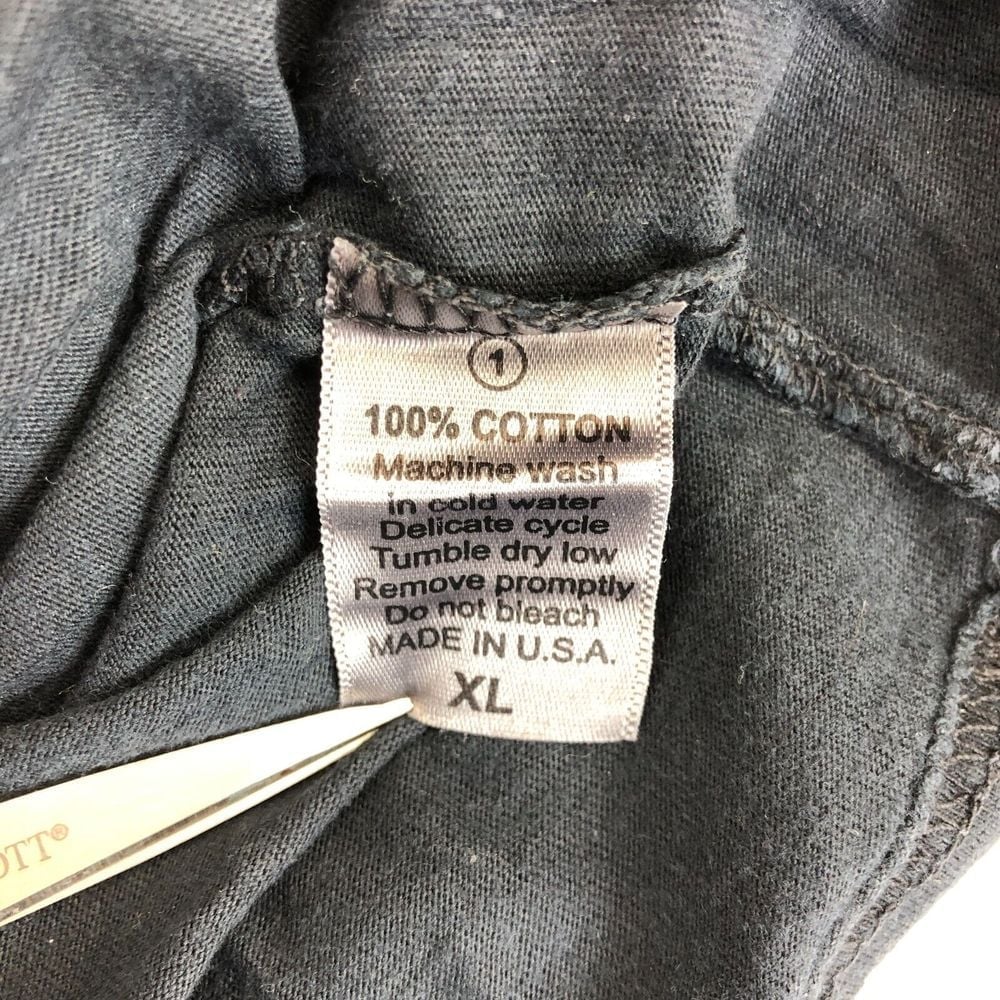 1
100% COTTON
Machine wash
in cold water
Delicate cycle
Tumble dry low
Remove promptly
Do not bleach
MADE IN U.S.A.
XL
OTT®